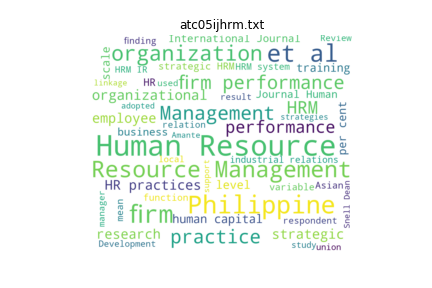 atc05ijhrm.txt
finding International Journal Review
scale organization et al
strategic HRM HRM system training
HRM IR
linkage HR used firm performance
organizational result Journal Human
adopted Management HRM strategies
employee relation performance per cent
business Amante
Human Resource
local industrial relations
Resource Management
HR practices support level variable Asian
function Philippine
manager mean firm human capital respondent Snell Dean
research practice strategic
Development study union